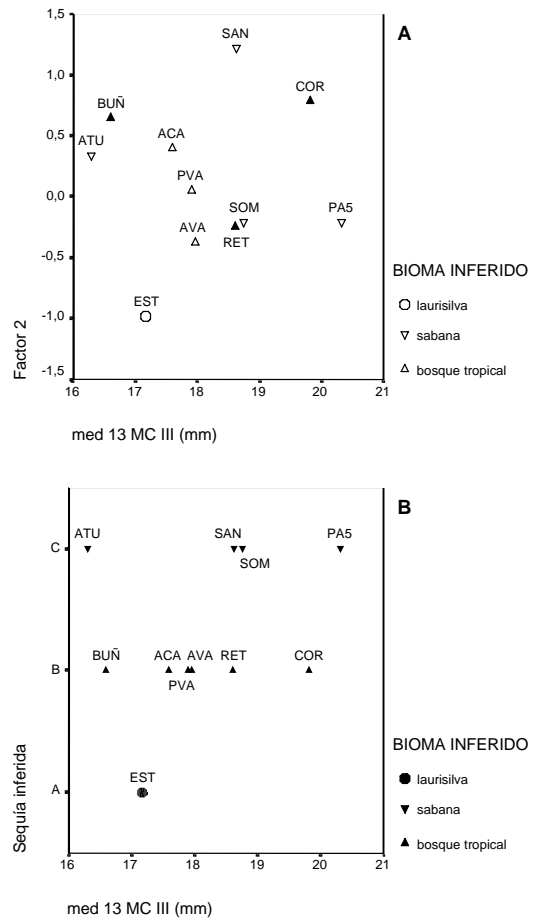 1,5
SAN
A
1,0
COR
BUÑ
0,5
ACA
ATU
PVA
0,0
SOM
PA5
AVA
RET
-0,5
BIOMA INFERIDO
EST
laurisilva
-1,0
sabana
Factor 2
-1,5
bosque tropical
16 17 18 19 20 21
med 13 MC III (mm)
B
ATU SAN PA5
C
SOM
BUÑ ACA AVA RET COR
B
PVA
BIOMA INFERIDO
EST
laurisilva
A
sabana
Sequía inferida
bosque tropical
16 17 18 19 20 21
med 13 MC III (mm)